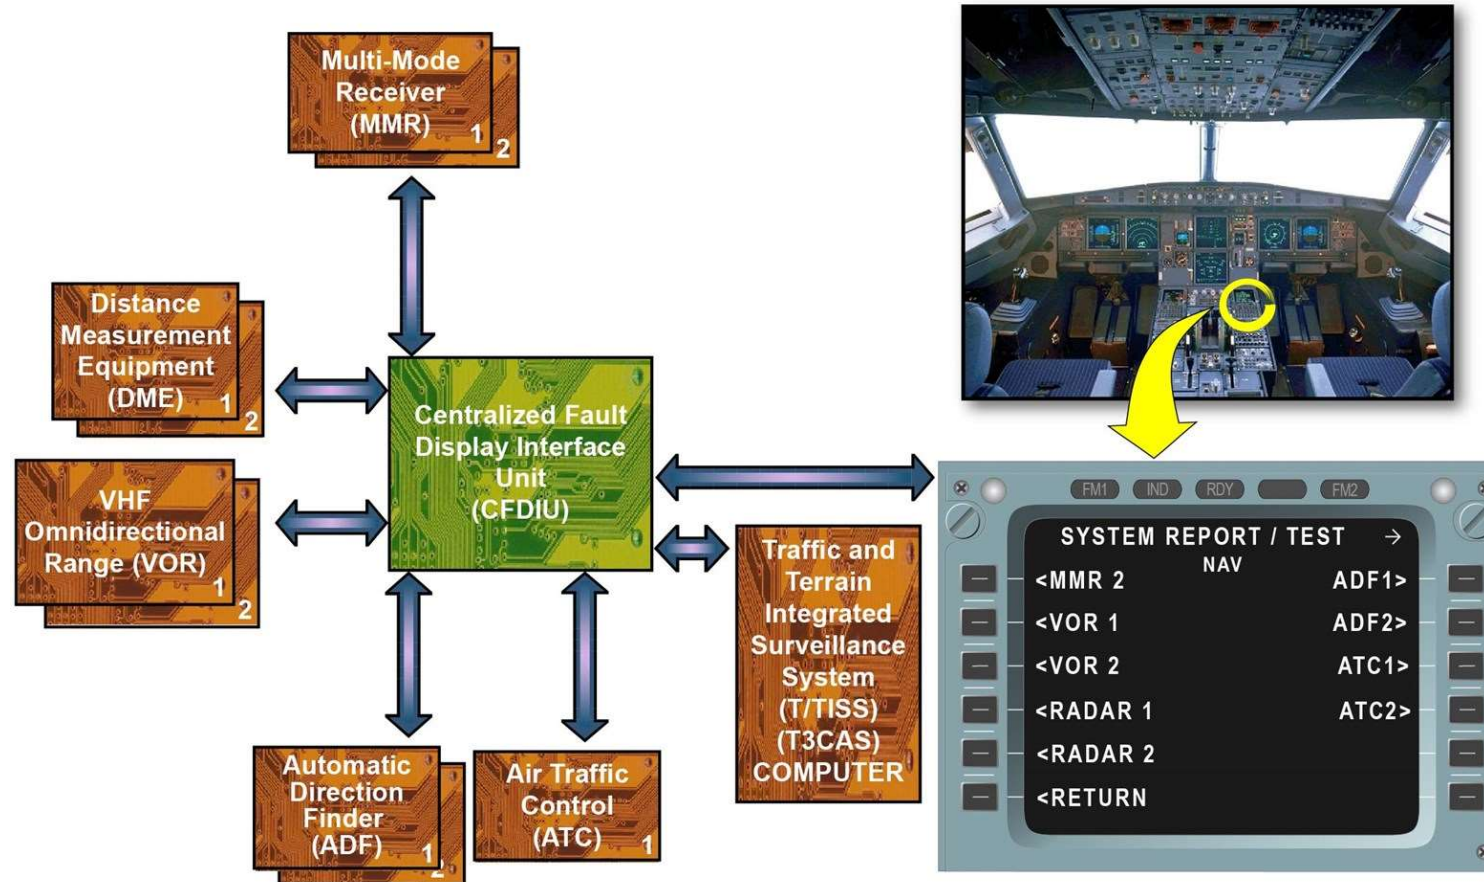 Multi-Mode
Receiver
(MMR)
1
2
Distance
Measurement
Equipment
(DME)
1
2
VHF
Omnidirectional
Range (VOR)
1
2
Centralized Fault
Display Interface
Unit
(CFDIU)
Automatic
Direction
Finder
(ADF)
1
2
Air Traffic
Control
(ATC)
1
Traffic and
Terrain
Integrated
Surveillance
System
(T/TISS)
(T3CAS)
COMPUTER
FM1 IND RDY FM2
SYSTEM REPORT / TEST →
NAV
<MMR 2 ADF1>
<VOR 1 ADF2>
<VOR 2 ATC1>
<RADAR 1 ATC2>
<RADAR 2
<RETURN